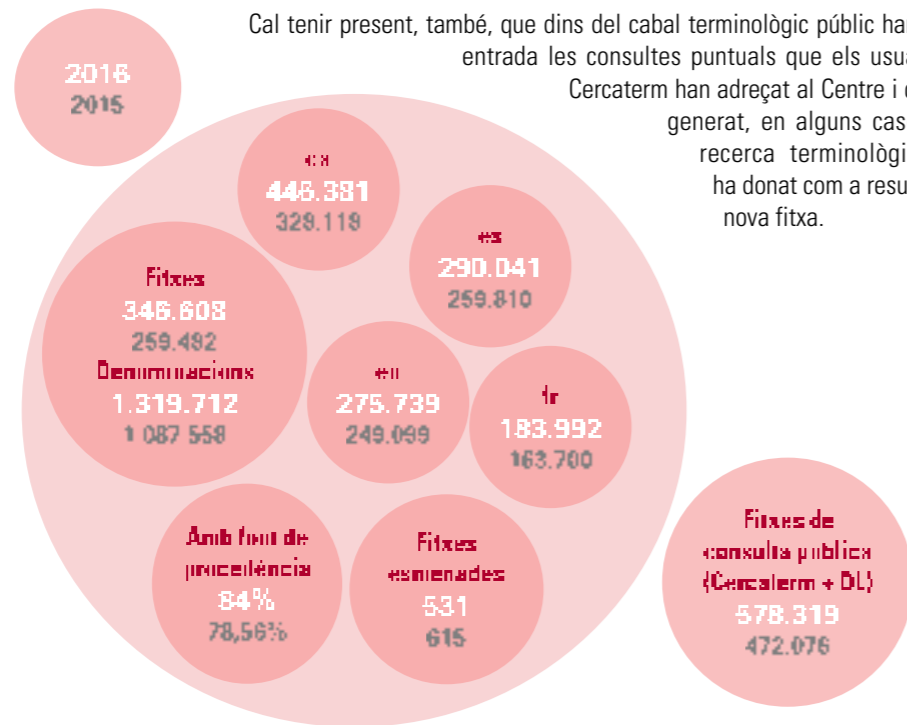 Cal tenir present, també, que dins del cabal terminològic públic han
entrada les consultes puntuals que els usua
Cercaterm han adreçat al Centre i
generat, en alguns cas
recerca terminològi
ha donat com a resu
nova fitxa.
2016
2015
ca
446.381
328.118
es
290.041
259.810
Fitxes
346.608
259.492
Denominacions
1.319.712
1 087 558
en
275.739
249.099
fr
183.992
163.700
Amb font de
procedència
84%
78,56%
Fitxes
esmenades
531
615
Fitxes de
consulta pública
(Cercaterm + DL)
578.319
472.076